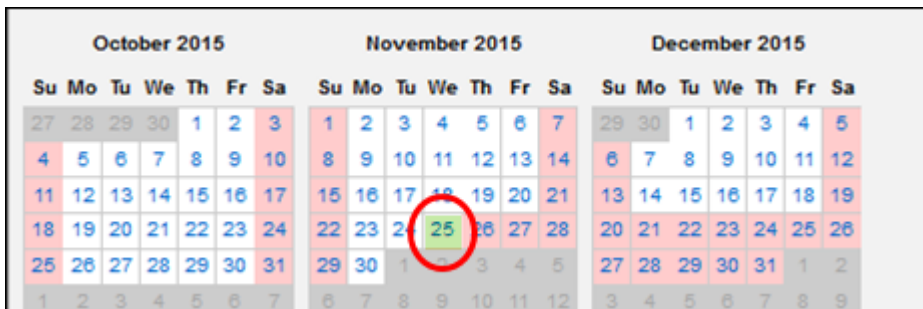 October 2015 November 2015 December 2015
Su Mo Tu We Th Fr Sa Su Mo Tu We Th Fr Sa Su Mo Tu We Th Fr Sa
27 28 29 30 1 2 3 1 2 3 4 5 6 7 29 30 1 2 3 4 5
4 5 6 7 8 9 10 8 9 10 11 12 13 14 6 7 8 9 10 11 12
11 12 13 14 15 16 17 15 16 17 18 19 20 21 13 14 15 16 17 18 19
18 19 20 21 22 23 24 22 23 24 25 26 27 28 20 21 22 23 24 25 26
25 26 27 28 29 30 31 29 30 1 2 3 4 5 27 28 29 30 31 1 2
1 2 3 4 5 6 7 6 7 8 9 10 11 12 3 4 5 6 7 8 9